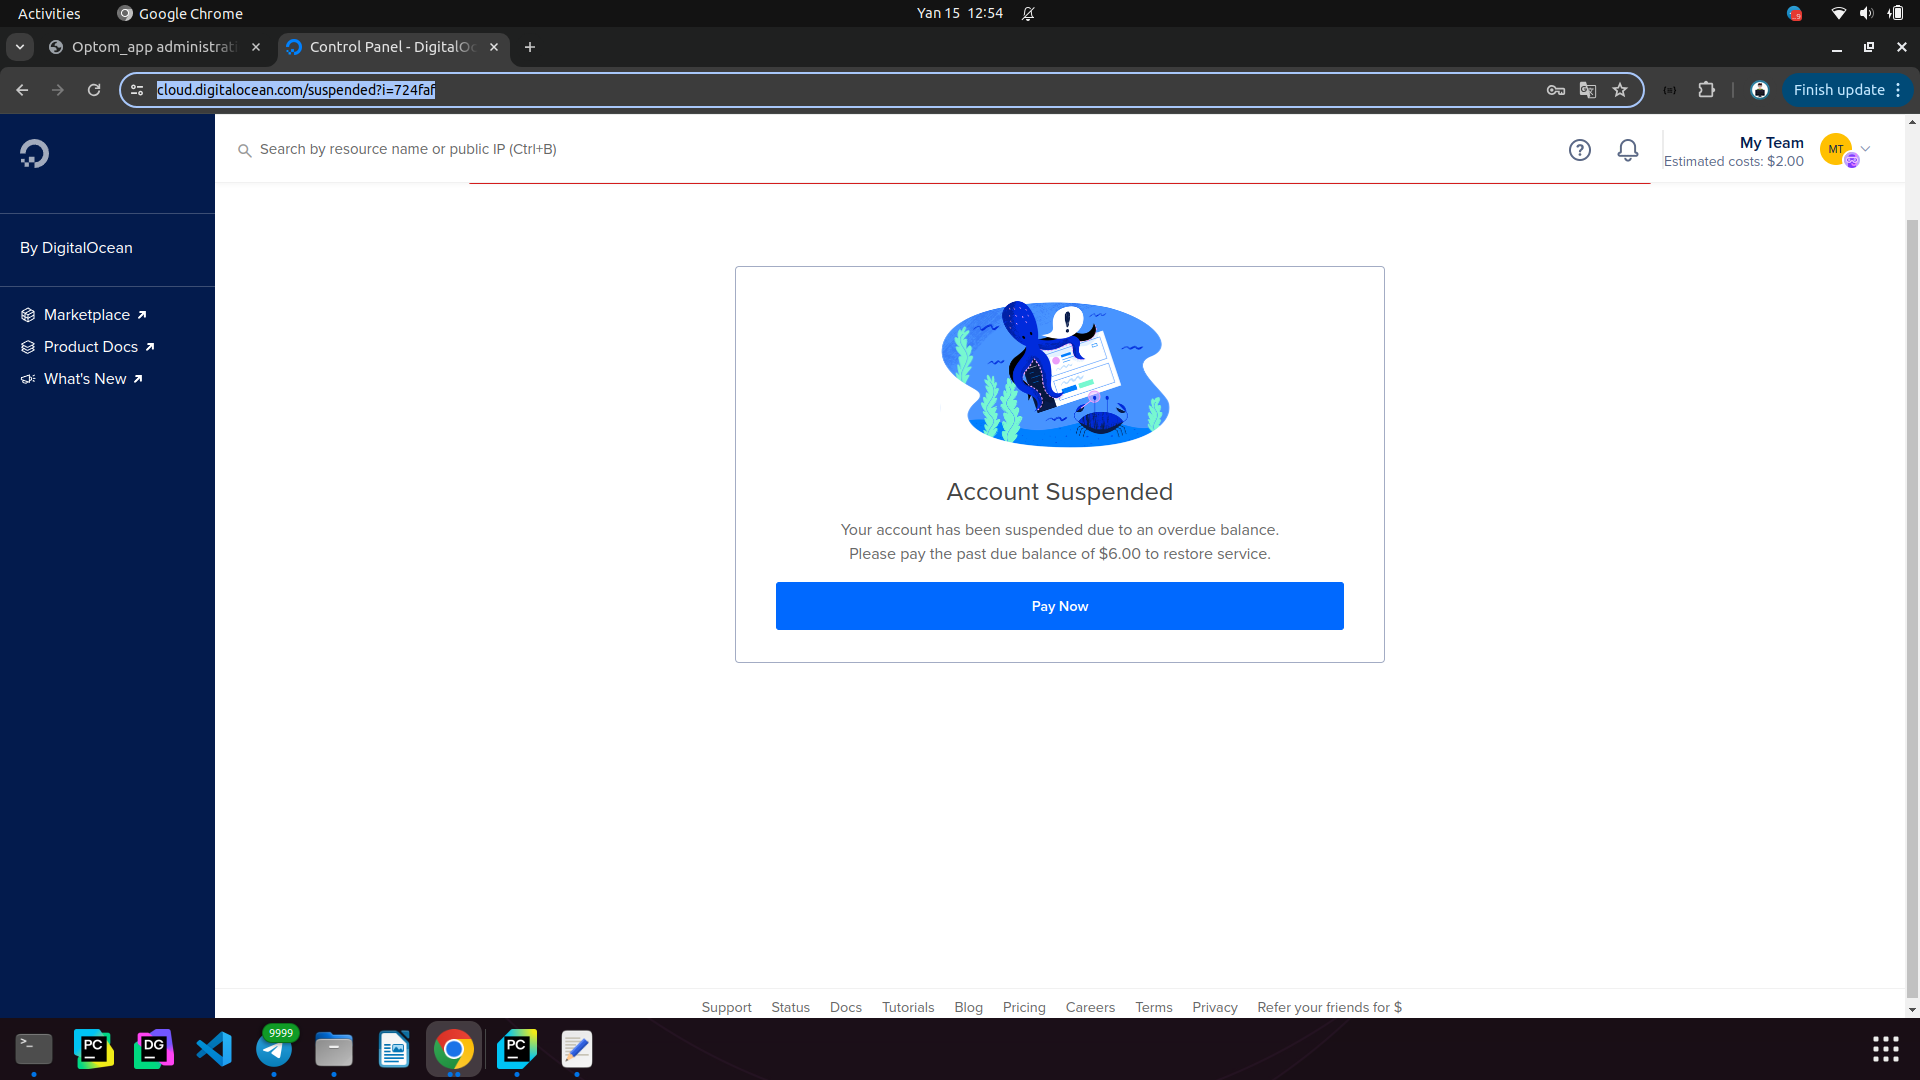 Activities
Google Chrome
Yan 15 12:54
Optom_app administrati
Control Panel - DigitalOc
cloud.digitalocean.com/suspended?i=724faf
Finish update
Search by resource name or public IP (Ctrl+B)
My Team
Estimated costs: $2.00
MT
By DigitalOcean
Marketplace
Product Docs
What's New
!
Account Suspended
Your account has been suspended due to an overdue balance.
Please pay the past due balance of $6.00 to restore service.
Pay Now
Support Status Docs Tutorials Blog Pricing Careers Terms Privacy Refer your friends for $
>_
PC
DG
9999
PC